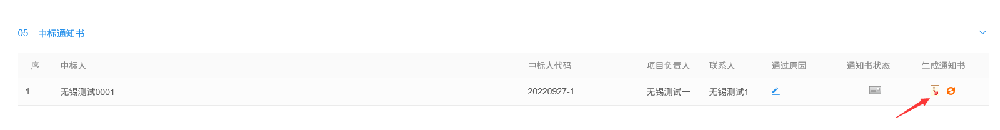 05 中标通知书
序 中标人 中标人代码 项目负责人 联系人 通过原因 通知书状态 生成通知书
1 无锡测试0001 20220927-1 无锡测试一 无锡测试1